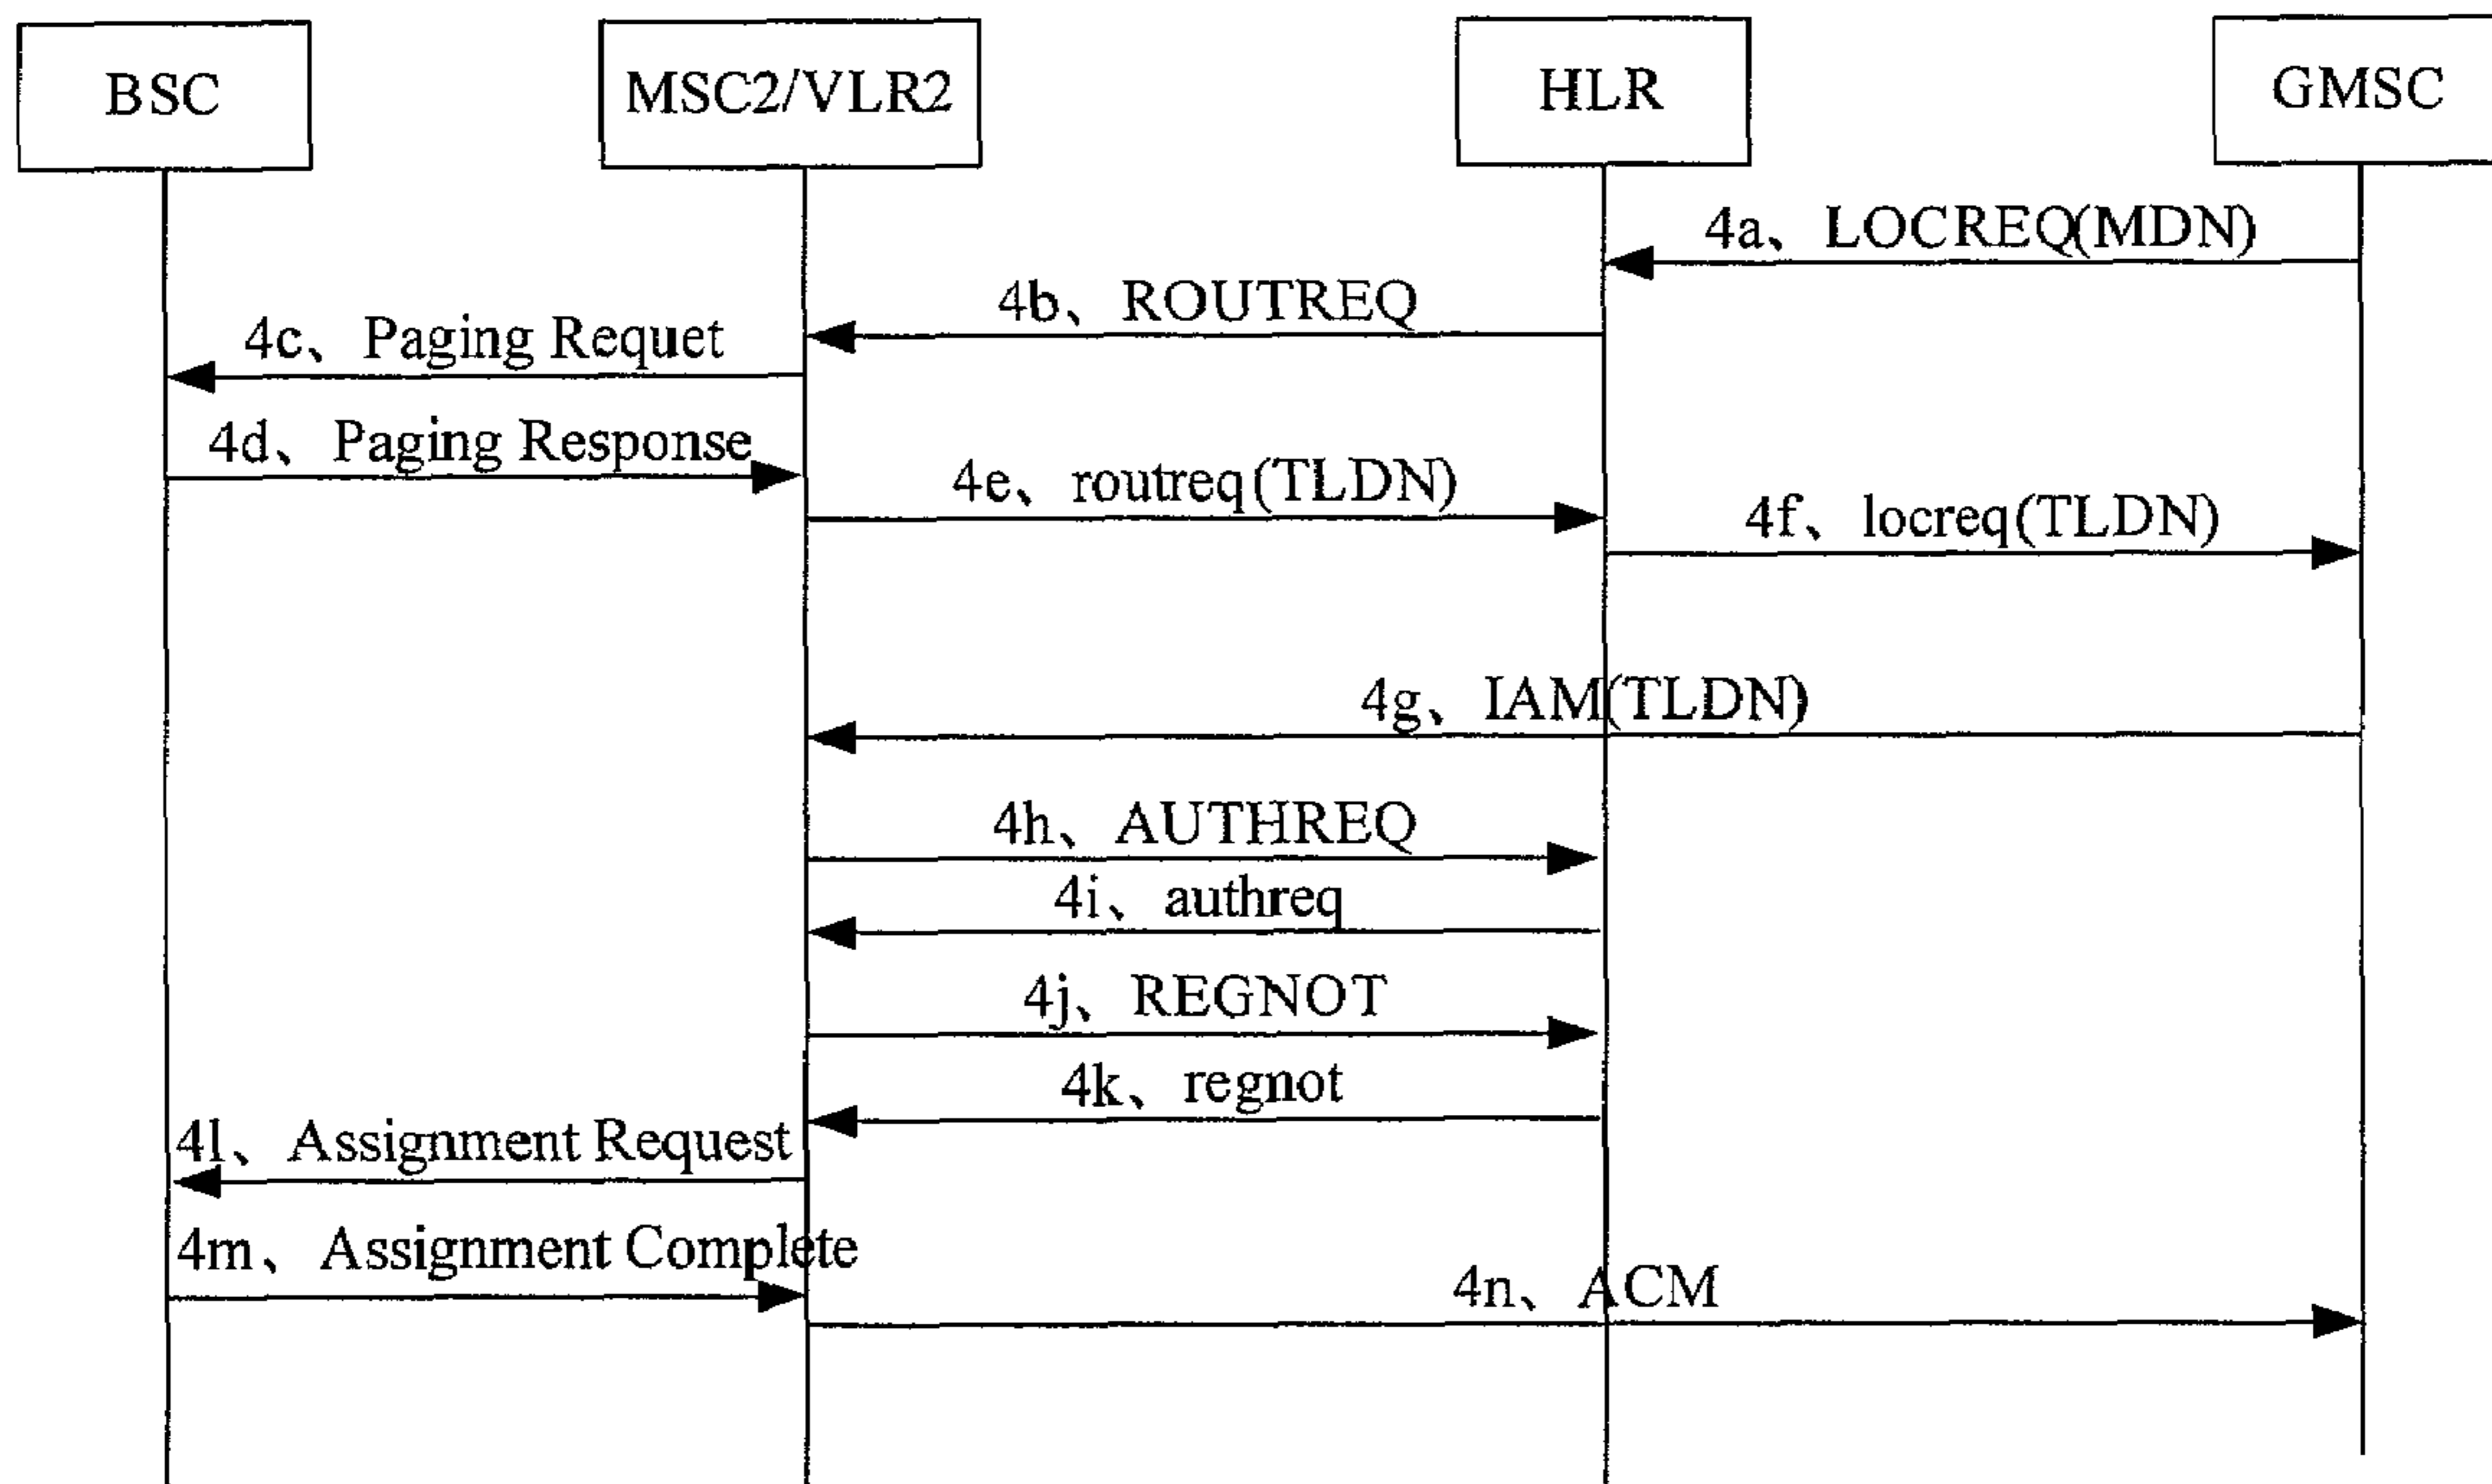 BSC
MSC2/VLR2
HLR
GMSC
4a、LOCREQ(MDN)
4b、ROUTREQ
4c、Paging Requet
4d、Paging Response
4e、routreq(TLDN)
4f、locreq(TLDN)
4g、IAM(TLDN)
4h、AUTHREQ
4i、authreq
4j、REGNOT
4k、regnot
4l、Assignment Request
4m、Assignment Complete
4n、ACM